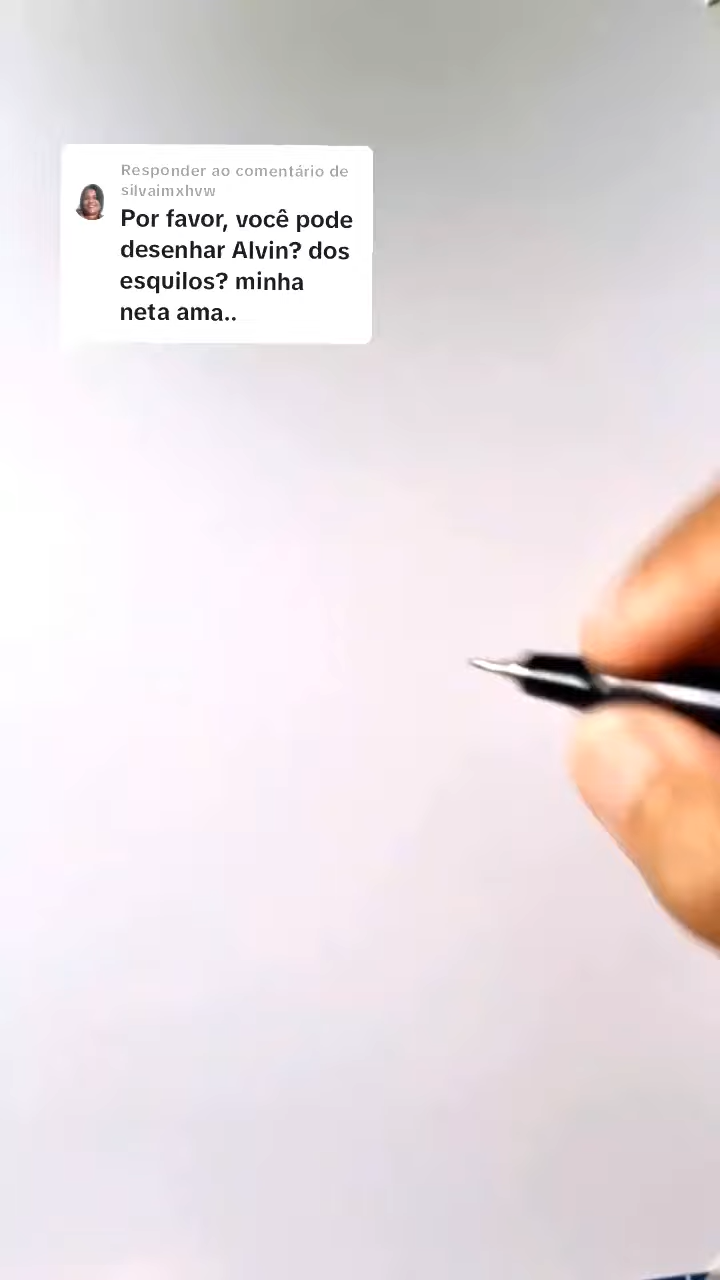 Responder ao comentário de
silvaimxhvw
Por favor, você pode
desenhar Alvin? dos
esquilos? minha
neta ama..